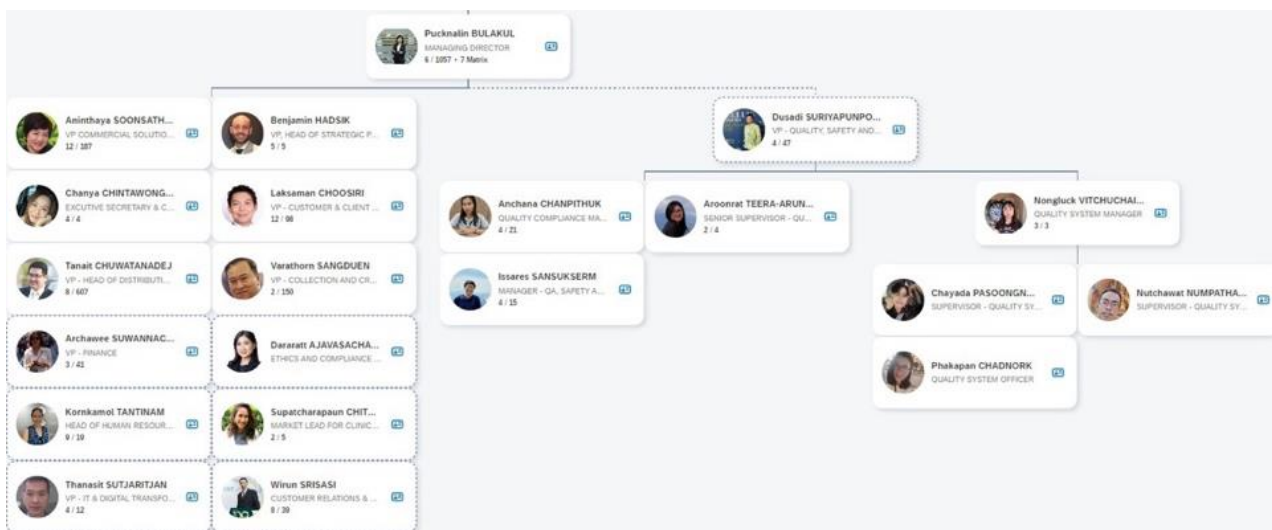 Pucknalin BULAKUL
MANAGING DIRECTOR
6 / 1057 • 7 Matrix
Aninthaya SOONSATH...
VP COMMERCIAL SOLUTIO...
12 / 187
Benjamin HADSIK
VP, HEAD OF STRATEGIC P...
5 / 5
Dusadi SURIYAPUNPO...
VP - QUALITY, SAFETY AND...
4 / 47
Chanya CHINTAWONG...
EXCUTIVE SECRETARY & C...
4 / 4
Laksaman CHOOSIRI
VP - CUSTOMER & CLIENT ...
12 / 98
Anchana CHANPITHUK
QUALITY COMPLIANCE MA...
4 / 21
Aroonrat TEERA-ARUN...
SENIOR SUPERVISOR - QU...
2 / 4
Nongluck VITCHUCHAI...
QUALITY SYSTEM MANAGER
3 / 3
Tanait CHUWATANADEJ
VP - HEAD OF DISTRIBUTI...
8 / 607
Varathorn SANGDUEN
VP - COLLECTION AND CR...
2 / 150
Issares SANSUKSERM
MANAGER - QA, SAFETY A...
4 / 15
Chayada PASOONGN...
SUPERVISOR - QUALITY SY...
Nutchawat NUMPATHA...
SUPERVISOR - QUALITY SY...
Archawee SUWANNAC...
VP - FINANCE
3 / 41
Dararatt AJAVASACHA...
ETHICS AND COMPLIANCE ...
Phakapan CHADNORK
QUALITY SYSTEM OFFICER
Kornkamol TANTINAM
HEAD OF HUMAN RESOUR...
9 / 19
Supatcharapaun CHIT...
MARKET LEAD FOR CLINIC...
2 / 5
Thanasit SUTJARITJAN
VP - IT & DIGITAL TRANSFO...
4 / 12
Wirun SRISASI
CUSTOMER RELATIONS & ...
8 / 39